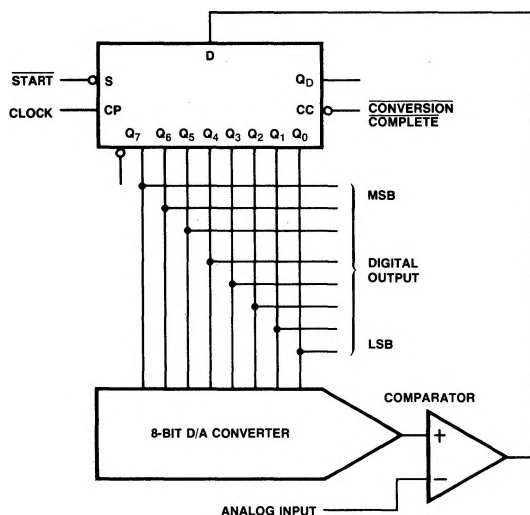 D
START
S
QD
CLOCK
CP
CC
CONVERSION
COMPLETE
Q7 Q6 Q5 Q4 Q3 Q2 Q1 Q0
MSB
DIGITAL
OUTPUT
LSB
COMPARATOR
8-BIT D/A CONVERTER
+
−
ANALOG INPUT